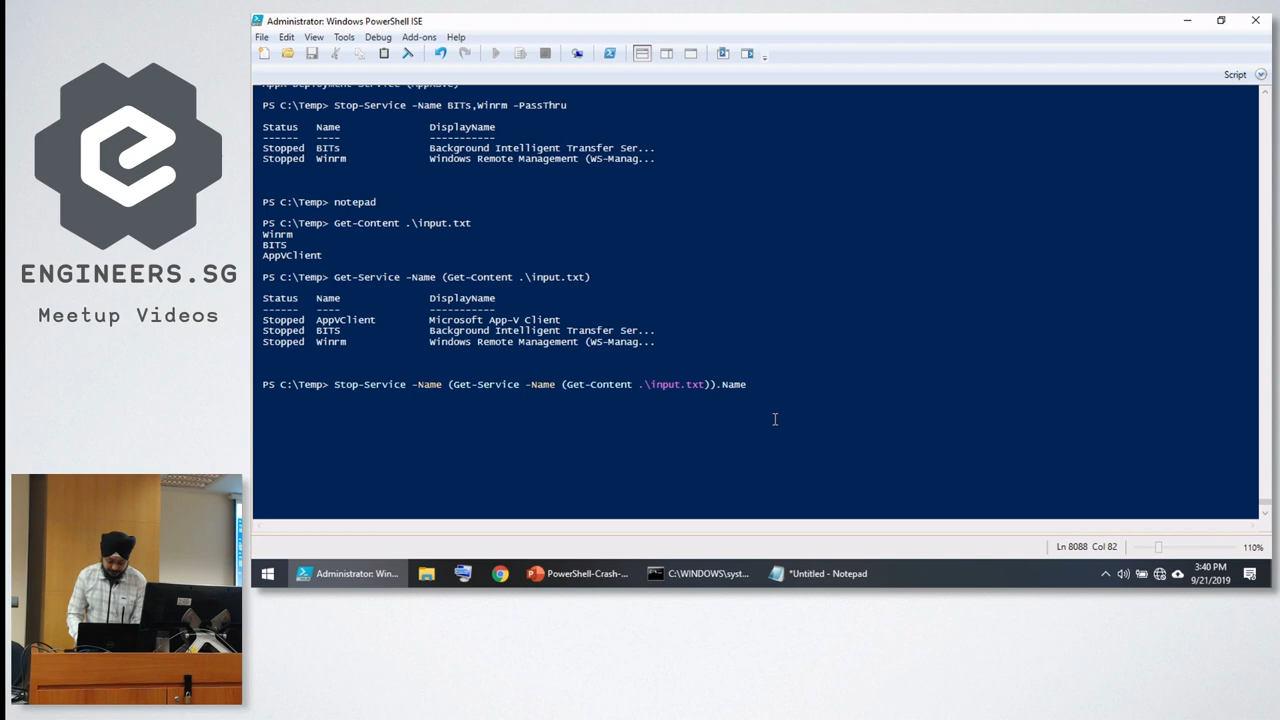 Administrator: Windows PowerShell ISE
File Edit View Tools Debug Add-ons Help
Script
PS C:\Temp> Stop-Service -Name BITS,Winrm -PassThru
Status Name DisplayName
------ ---- -----------
Stopped BITS Background Intelligent Transfer Ser...
Stopped Winrm Windows Remote Management (WS-Manag...
PS C:\Temp> notepad
PS C:\Temp> Get-Content .\input.txt
Winrm
BITS
AppVClient
PS C:\Temp> Get-Service -Name (Get-Content .\input.txt)
Status Name DisplayName
------ ---- -----------
Stopped AppVClient Microsoft App-V Client
Stopped BITS Background Intelligent Transfer Ser...
Stopped Winrm Windows Remote Management (WS-Manag...
PS C:\Temp> Stop-Service -Name (Get-Service -Name (Get-Content .\input.txt)).Name
Ln 8088 Col 82 110%
Administrator: Win... PowerShell-Crash-... C:\WINDOWS\syst... *Untitled - Notepad
3:40 PM
9/21/2019
ENGINEERS.SG
Meetup Videos